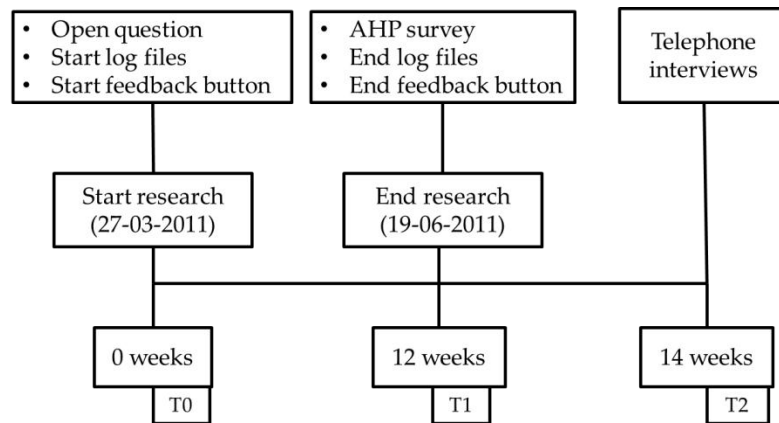 • Open question
• Start log files
• Start feedback button
• AHP survey
• End log files
• End feedback button
Telephone
interviews
Start research
(27-03-2011)
End research
(19-06-2011)
0 weeks
12 weeks
14 weeks
T0
T1
T2